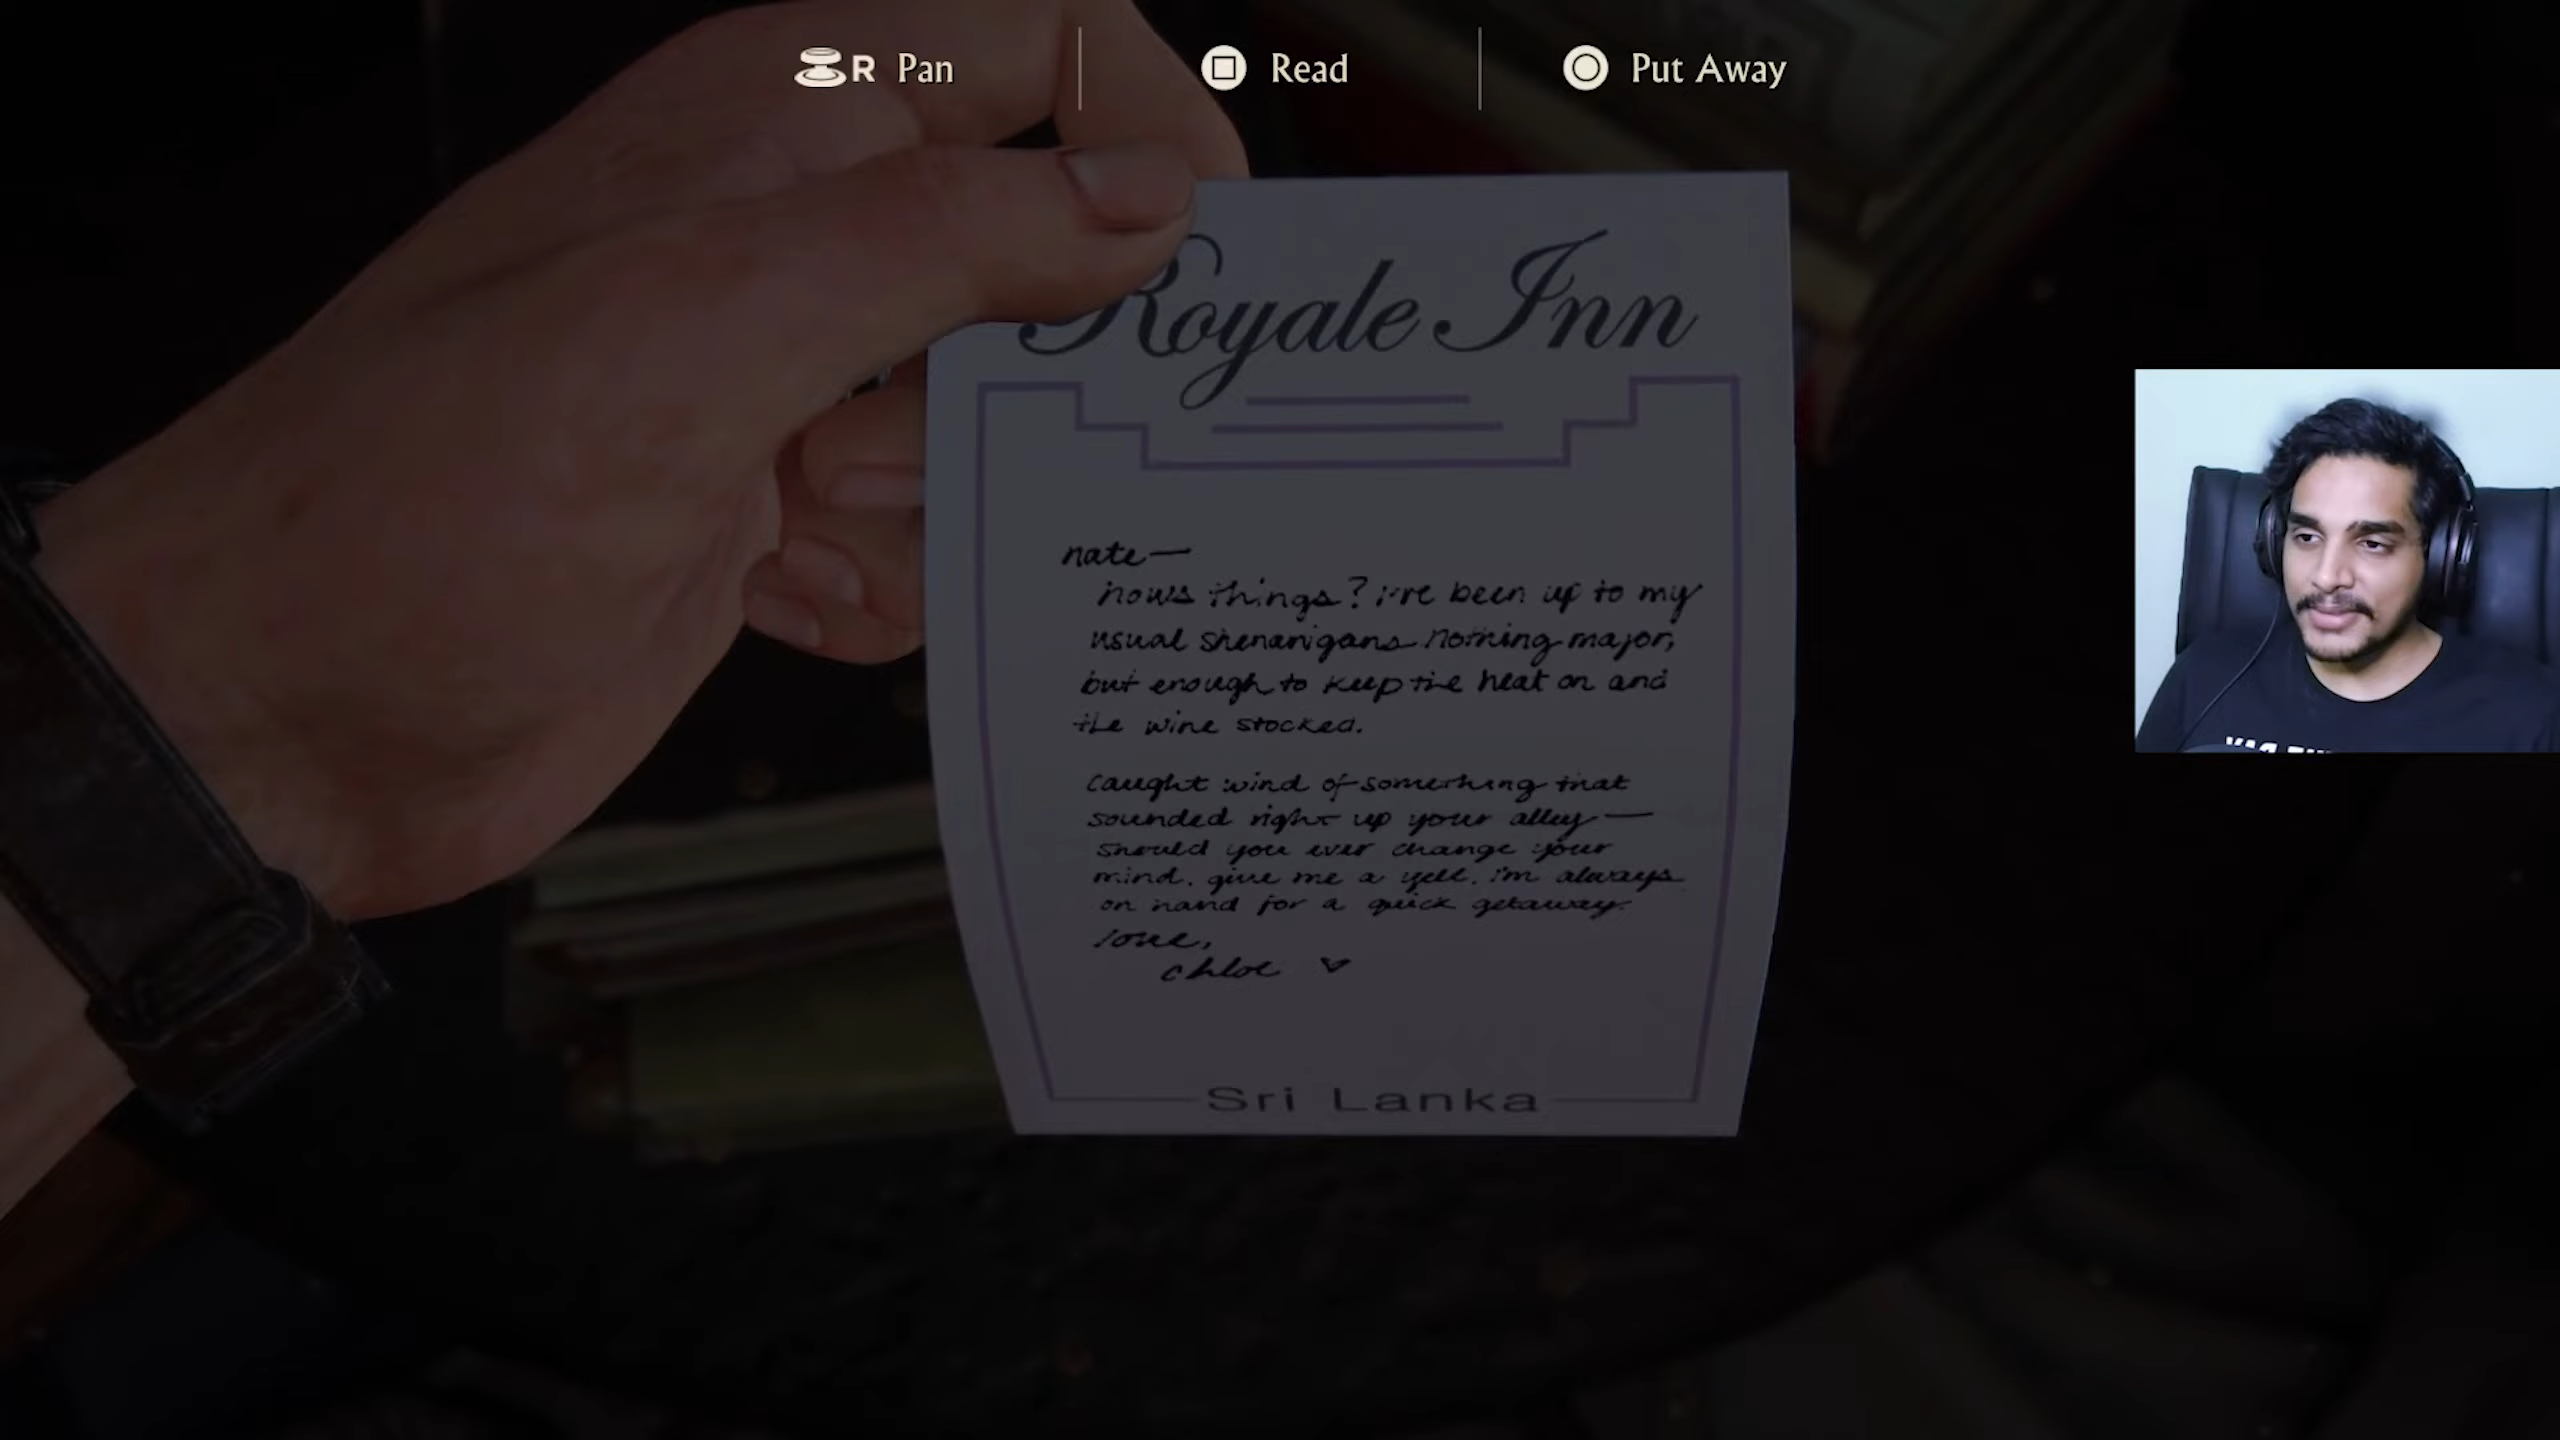 R Pan
Read
Put Away
Royale Inn
nate—
hows things? i've been up to my
usual shenanigans. nothing major,
but enough to keep the heat on and
the wine stocked.
caught wind of something that
sounded right up your alley—
should you ever change your
mind, give me a yell. i'm always
on hand for a quick getaway.
love,
chloe
Sri Lanka